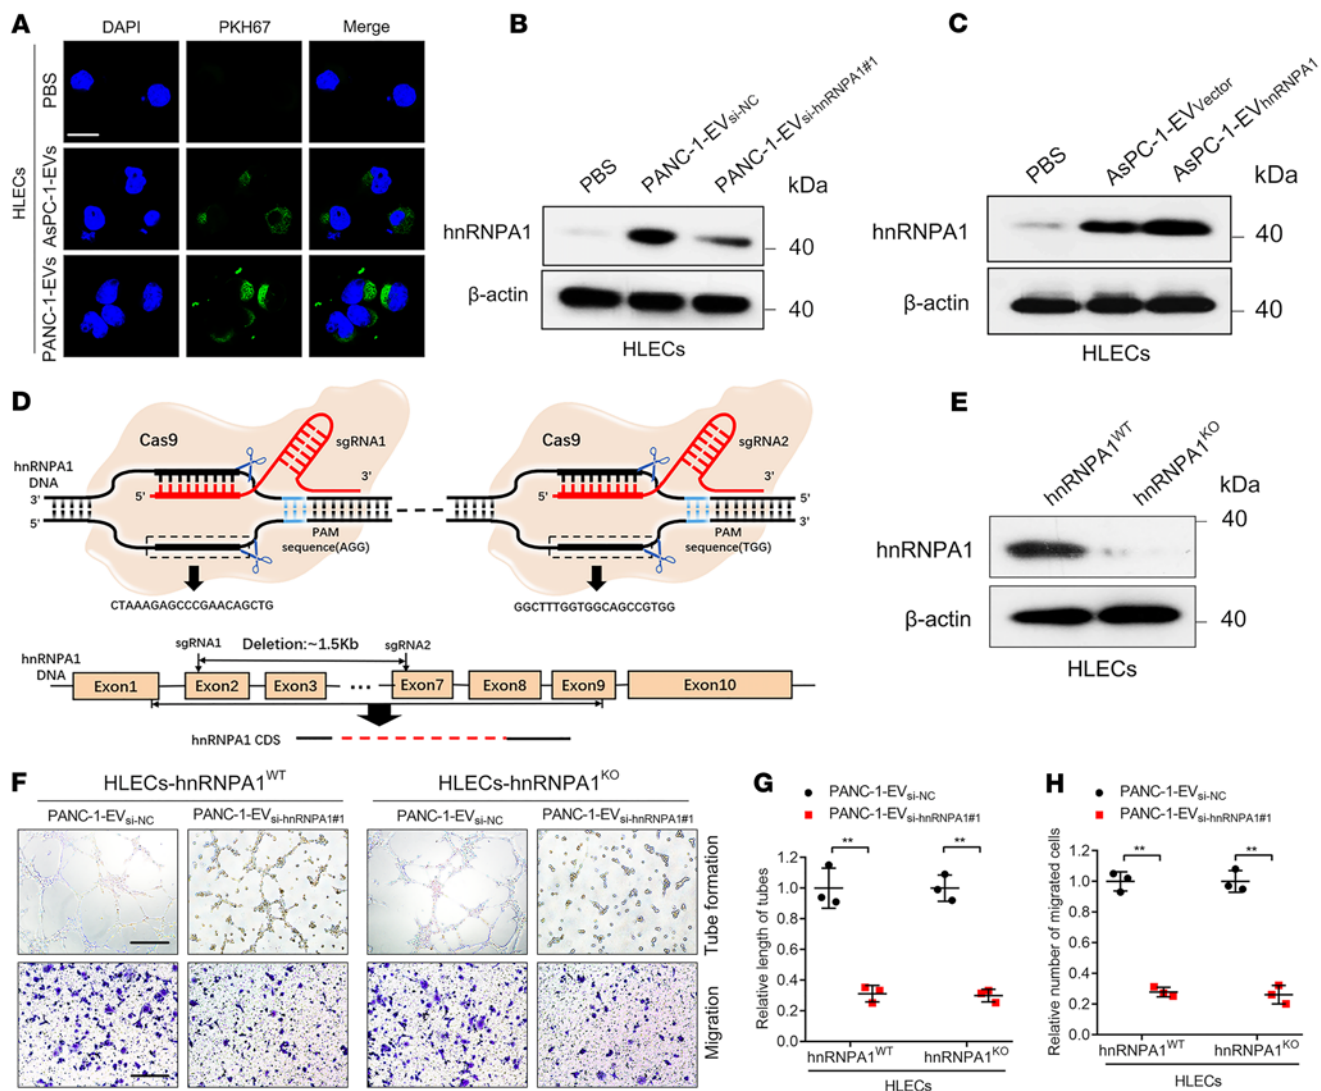 A
DAPI
PKH67
Merge
HLECs
PBS
AsPC-1-EVs
PANC-1-EVs
B
PBS
PANC-1-EVsi-NC
PANC-1-EVsi-hnRNPA1#1
kDa
hnRNPA1
40
β-actin
40
HLECs
C
PBS
AsPC-1-EVVector
AsPC-1-EVhnRNPA1
kDa
hnRNPA1
40
β-actin
40
HLECs
D
Cas9
sgRNA1
hnRNPA1
DNA
3'
5'
3'
5'
PAM
sequence(AGG)
CTAAAGAGCCCGAACAGCTG
Cas9
sgRNA2
3'
5'
5'
3'
PAM
sequence(TGG)
GGCTTTGGTGGCAGCCGTGG
sgRNA1
Deletion:~1.5Kb
sgRNA2
hnRNPA1
DNA
Exon1
Exon2
Exon3
...
Exon7
Exon8
Exon9
Exon10
hnRNPA1 CDS
E
hnRNPA1WT
hnRNPA1KO
kDa
40
hnRNPA1
β-actin
40
HLECs
F
HLECs-hnRNPA1WT
HLECs-hnRNPA1KO
PANC-1-EVsi-NC
PANC-1-EVsi-hnRNPA1#1
PANC-1-EVsi-NC
PANC-1-EVsi-hnRNPA1#1
Tube formation
Migration
G
PANC-1-EVsi-NC
PANC-1-EVsi-hnRNPA1#1
Relative length of tubes
1.2
1.0
0.8
0.6
0.4
0.2
0
**
**
hnRNPA1WT
hnRNPA1KO
HLECs
H
PANC-1-EVsi-NC
PANC-1-EVsi-hnRNPA1#1
Relative number of migrated cells
1.2
1.0
0.8
0.6
0.4
0.2
0
**
**
hnRNPA1WT
hnRNPA1KO
HLECs